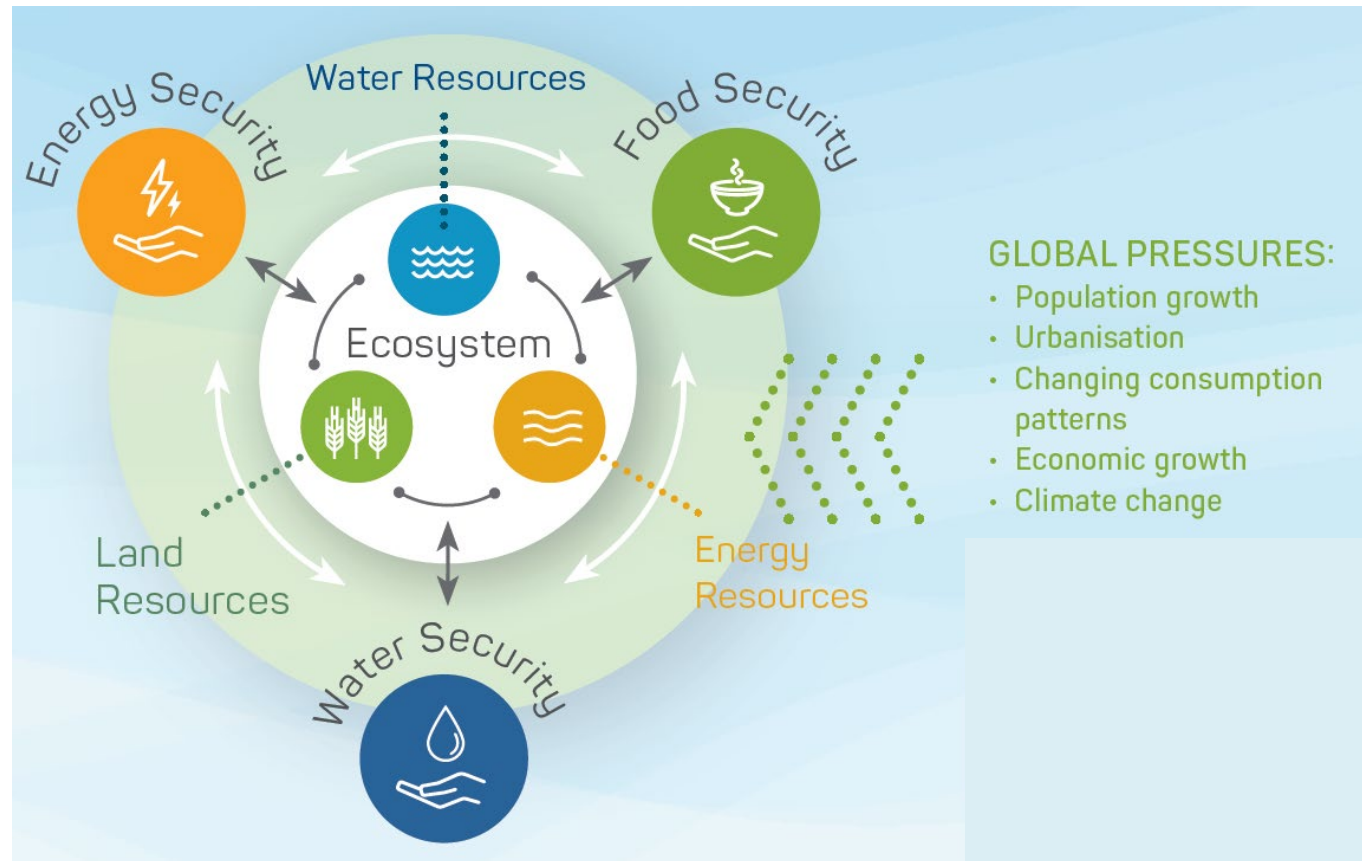 Water Resources
Energy Security
Food Security
Ecosystem
Land
Resources
Energy
Resources
Water Security
GLOBAL PRESSURES:
• Population growth
• Urbanisation
• Changing consumption
patterns
• Economic growth
• Climate change